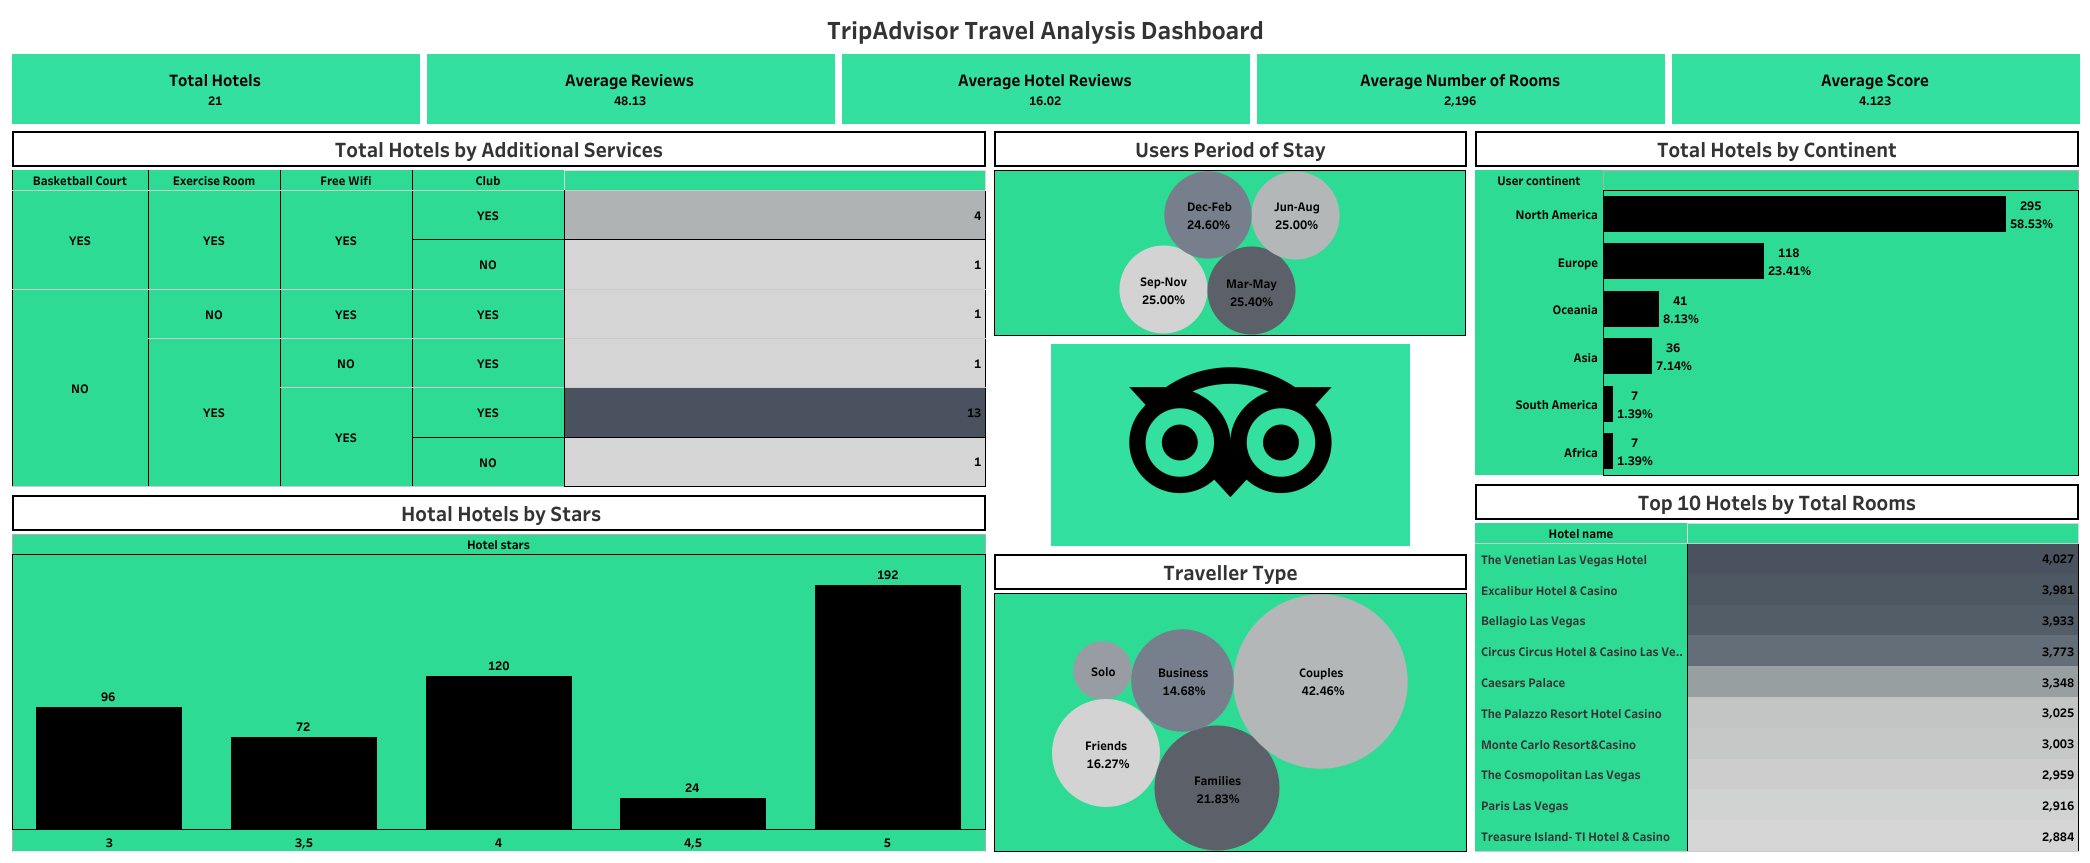 TripAdvisor Travel Analysis Dashboard
Total Hotels
21
Average Reviews
48.13
Average Hotel Reviews
16.02
Average Number of Rooms
2,196
Average Score
4.123
Total Hotels by Additional Services
Basketball Court Exercise Room Free Wifi Club
YES YES YES YES 4
NO 1
NO NO YES YES 1
YES NO YES 1
YES YES 13
NO 1
Hotal Hotels by Stars
Hotel stars
96
72
120
24
192
3 3,5 4 4,5 5
Users Period of Stay
Dec-Feb
24.60%
Jun-Aug
25.00%
Sep-Nov
25.00%
Mar-May
25.40%
Traveller Type
Solo
Business
14.68%
Couples
42.46%
Friends
16.27%
Families
21.83%
Total Hotels by Continent
User continent
North America
295
58.53%
Europe
118
23.41%
Oceania
41
8.13%
Asia
36
7.14%
South America
7
1.39%
Africa
7
1.39%
Top 10 Hotels by Total Rooms
Hotel name
The Venetian Las Vegas Hotel 4,027
Excalibur Hotel & Casino 3,981
Bellagio Las Vegas 3,933
Circus Circus Hotel & Casino Las Ve.. 3,773
Caesars Palace 3,348
The Palazzo Resort Hotel Casino 3,025
Monte Carlo Resort&Casino 3,003
The Cosmopolitan Las Vegas 2,959
Paris Las Vegas 2,916
Treasure Island- TI Hotel & Casino 2,884